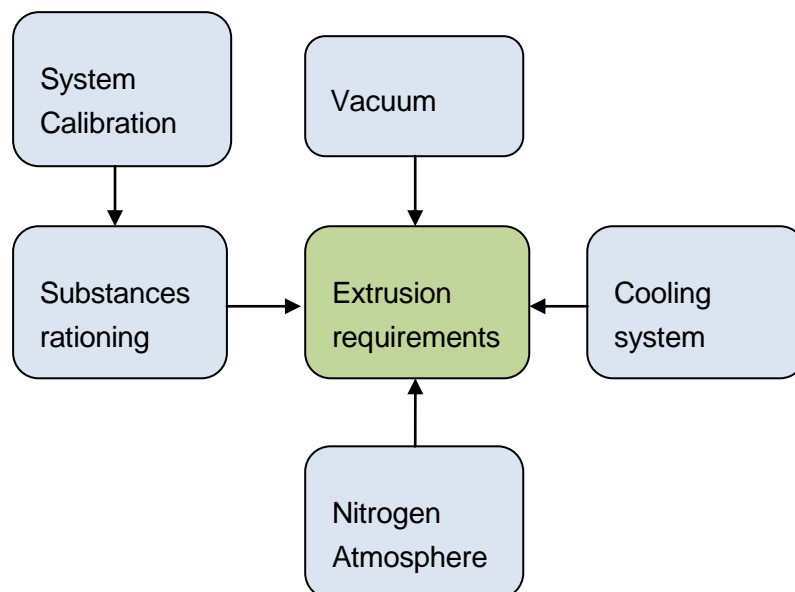 System
Calibration
Vacuum
Substances
rationing
Extrusion
requirements
Cooling
system
Nitrogen
Atmosphere